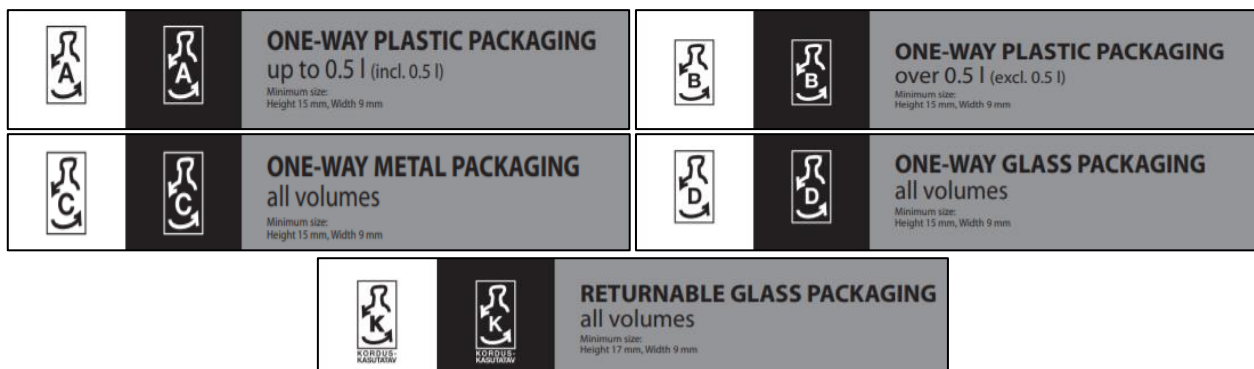 A
A
ONE-WAY PLASTIC PACKAGING
up to 0.5 l (incl. 0.5 l)
Minimum size:
Height 15 mm, Width 9 mm
B
B
ONE-WAY PLASTIC PACKAGING
over 0.5 l (excl. 0.5 l)
Minimum size:
Height 15 mm, Width 9 mm
C
C
ONE-WAY METAL PACKAGING
all volumes
Minimum size:
Height 15 mm, Width 9 mm
D
D
ONE-WAY GLASS PACKAGING
all volumes
Minimum size:
Height 15 mm, Width 9 mm
K
KORDUS-
KASUTATAV
K
KORDUS-
KASUTATAV
RETURNABLE GLASS PACKAGING
all volumes
Minimum size:
Height 17 mm, Width 9 mm